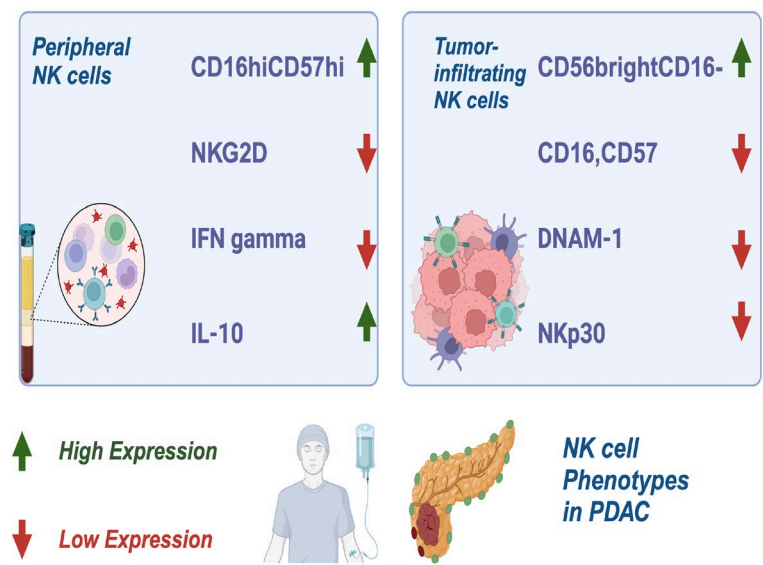 Peripheral
NK cells
CD16hiCD57hi
NKG2D
IFN gamma
IL-10
Tumor-
infiltrating
NK cells
CD56brightCD16-
CD16,CD57
DNAM-1
NKp30
High Expression
Low Expression
NK cell
Phenotypes
in PDAC